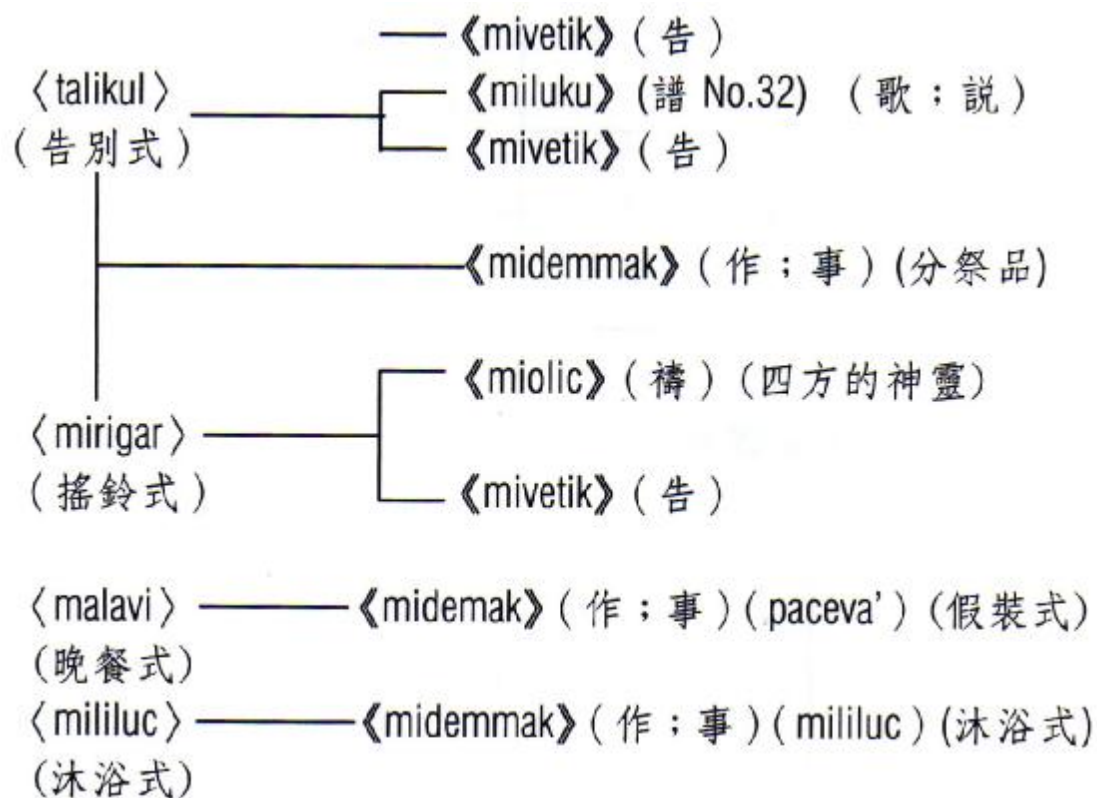 《mivetik》(告)
〈talikul〉 《miluku》(譜 No.32) (歌；説)
(告別式) 《mivetik》(告)
《midemmak》(作；事)(分祭品)
《miolic》(禱)(四方的神靈)
〈mirigar〉
(搖鈴式) 《mivetik》(告)
〈malavi〉 《midemak》(作；事)(paceva')(假裝式)
(晚餐式)
〈mililuc〉 《midemmak》(作；事)(mililuc)(沐浴式)
(沐浴式)